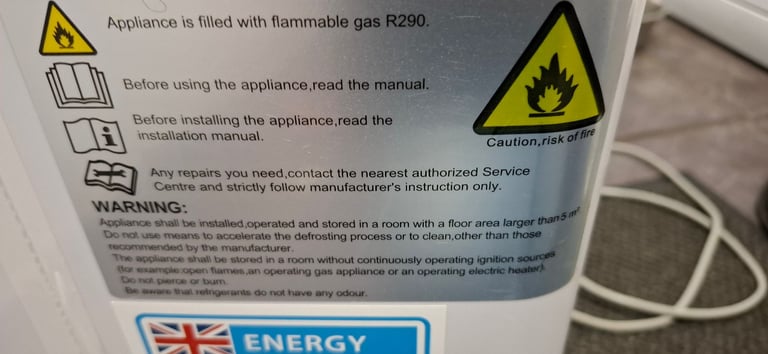 Appliance is filled with flammable gas R290.
Before using the appliance,read the manual.
Before installing the appliance,read the
installation manual.
Caution,risk of fire
Any repairs you need,contact the nearest authorized Service
Centre and strictly follow manufacturer's instruction only.
WARNING:
Appliance shall be installed,operated and stored in a room with a floor area larger than 5 m²
Do not use means to accelerate the defrosting process or to clean,other than those
recommended by the manufacturer.
The appliance shall be stored in a room without continuously operating ignition sources
(for example:open flames,an operating gas appliance or an operating electric heater).
Do not pierce or burn.
Be aware that refrigerants do not have any odour.
ENERGY